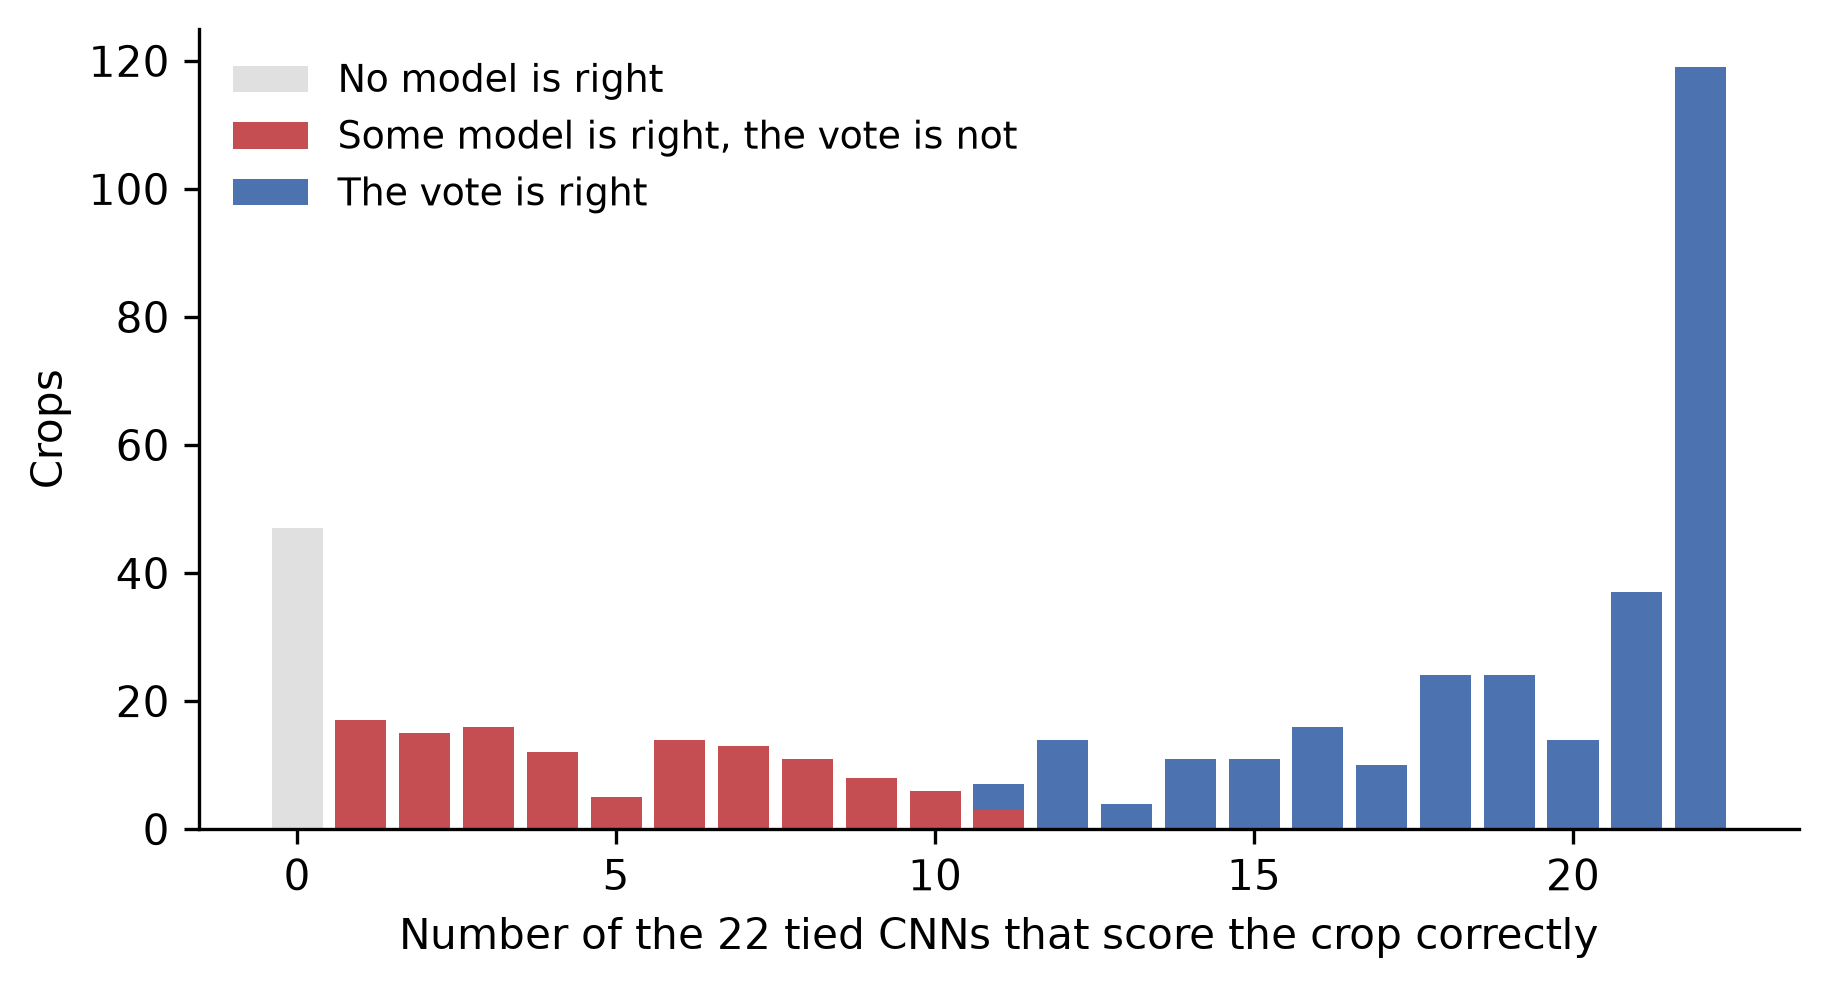 No model is right
Some model is right, the vote is not
The vote is right
120
100
80
60
40
20
0
Crops
0 5 10 15 20
Number of the 22 tied CNNs that score the crop correctly